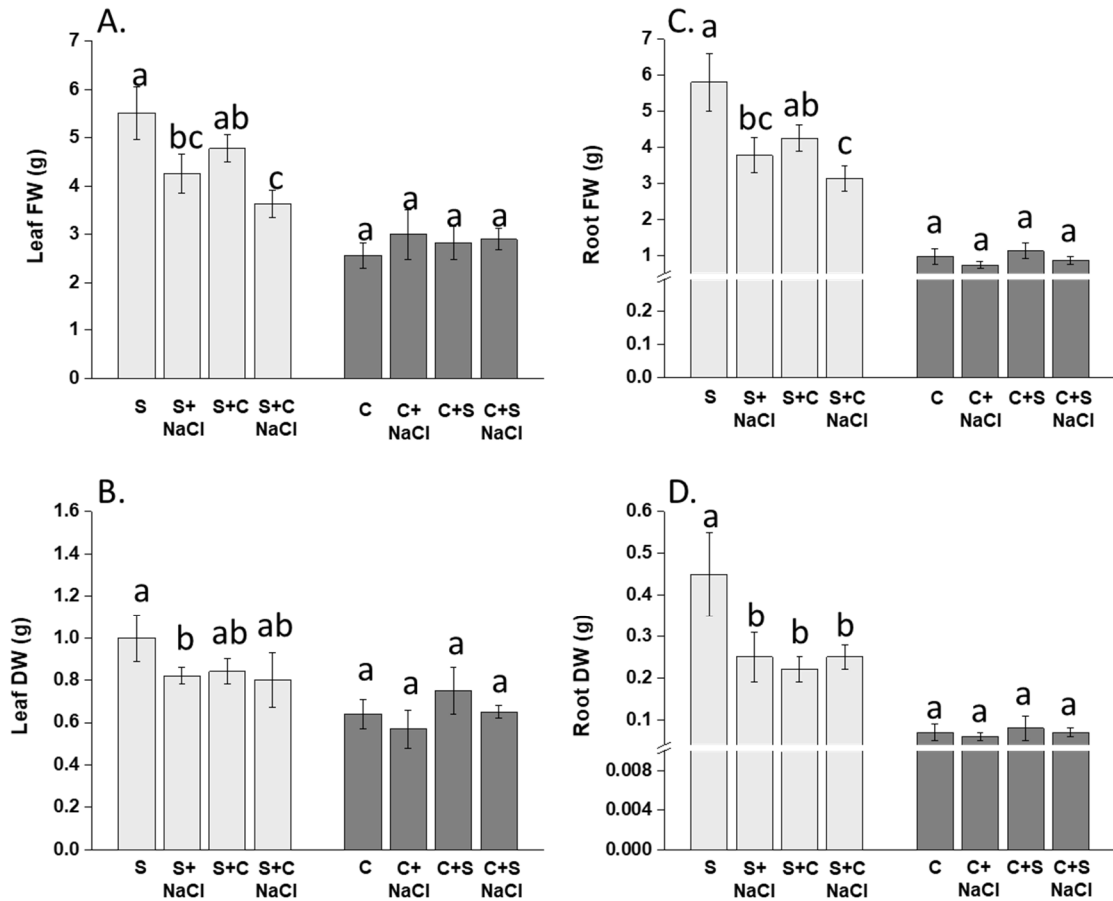 A.
7
6
5
4
3
2
1
0
Leaf FW (g)
a
bc
ab
c
a
a
a
a
S
S+
NaCl
S+C
S+C
NaCl
C
C+
NaCl
C+S
C+S
NaCl
C.
7
6
5
4
3
2
1
0.2
0.1
0.0
Root FW (g)
a
bc
ab
c
a
a
a
a
S
S+
NaCl
S+C
S+C
NaCl
C
C+
NaCl
C+S
C+S
NaCl
B.
1.6
1.4
1.2
1.0
0.8
0.6
0.4
0.2
0.0
Leaf DW (g)
a
b
ab
ab
a
a
a
a
S
S+
NaCl
S+C
S+C
NaCl
C
C+
NaCl
C+S
C+S
NaCl
D.
0.6
0.5
0.4
0.3
0.2
0.1
0.008
0.004
0.000
Root DW (g)
a
b
b
b
a
a
a
a
S
S+
NaCl
S+C
S+C
NaCl
C
C+
NaCl
C+S
C+S
NaCl